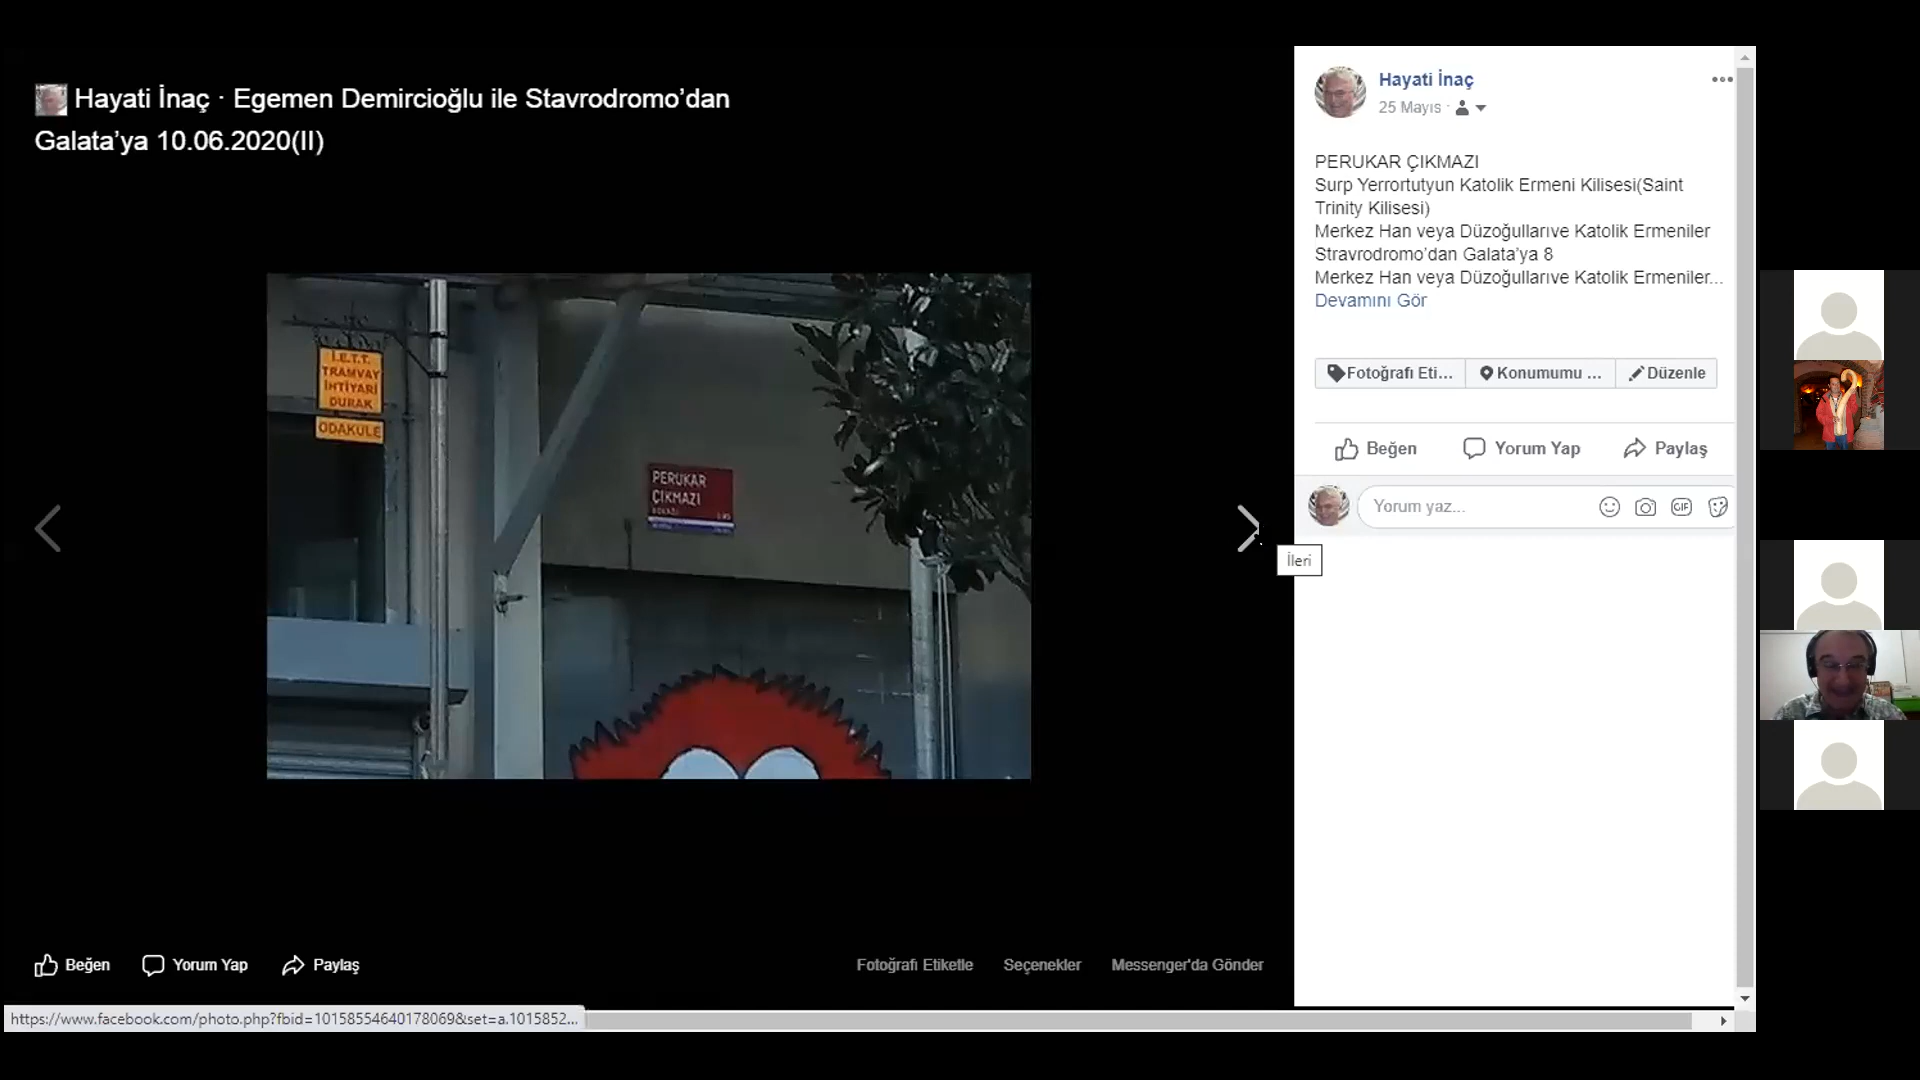 Hayati İnaç · Egemen Demircioğlu ile Stavrodromo’dan
Galata’ya 10.06.2020(II)
İ.E.T.T.
TRAMVAY
İHTİYARİ
DURAK
ODAKULE
PERUKAR
ÇIKMAZI
Beğen
Yorum Yap
Paylaş
Fotoğrafı Etiketle
Seçenekler
Messenger'da Gönder
https://www.facebook.com/photo.php?fbid=10158554640178069&set=a.1015852...
Hayati İnaç
25 Mayıs ·
PERUKAR ÇIKMAZI
Surp Yerrortutyun Katolik Ermeni Kilisesi(Saint
Trinity Kilisesi)
Merkez Han veya Düzoğullarıve Katolik Ermeniler
Stravrodromo’dan Galata’ya 8
Merkez Han veya Düzoğullarıve Katolik Ermeniler...
Devamını Gör
Fotoğrafı Eti...
Konumumu ...
Düzenle
Beğen
Yorum Yap
Paylaş
Yorum yaz...
GIF
İleri